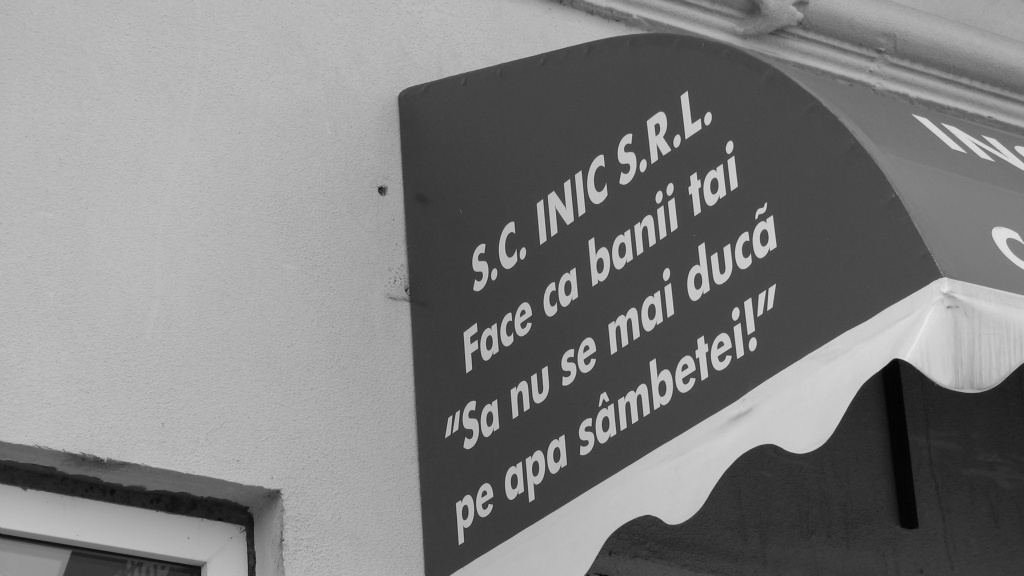 S.C. INIC S.R.L.
Face ca banii tai
"Sa nu se mai ducã
pe apa sâmbetei!"